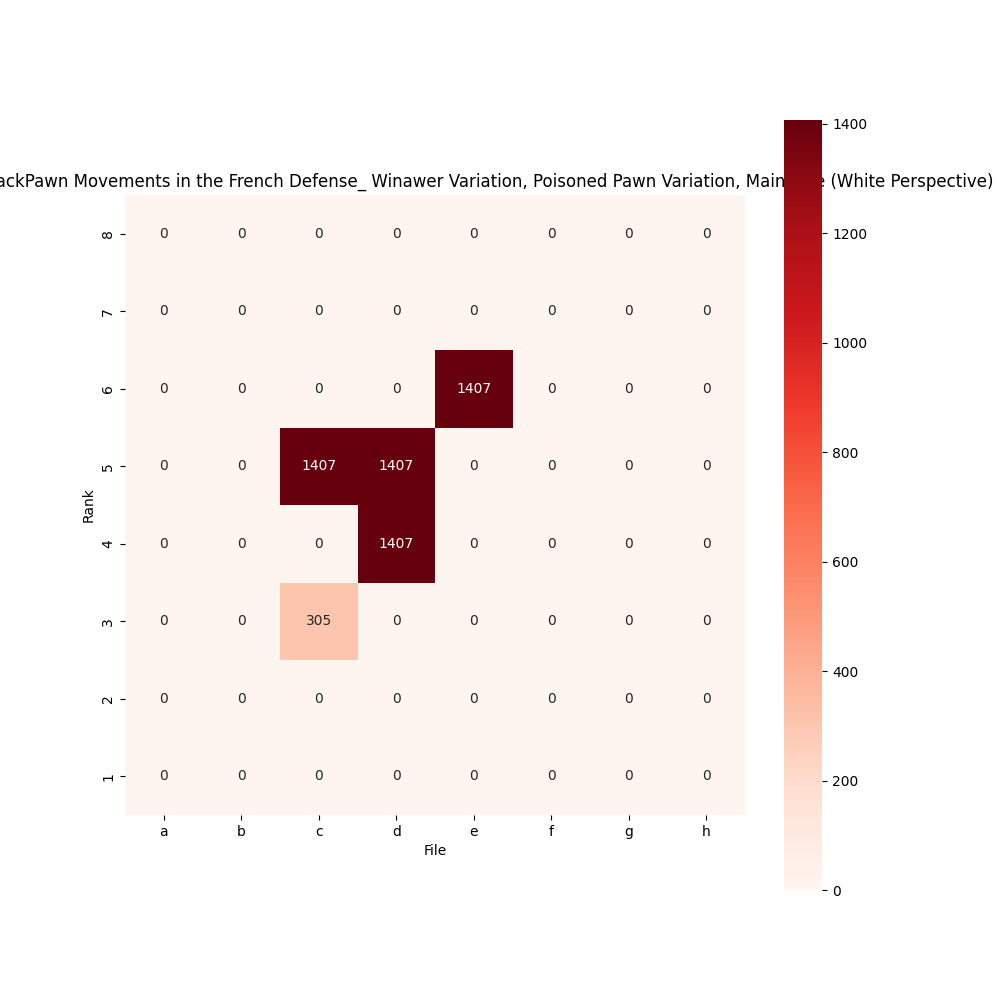 ackPawn Movements in the French Defense_ Winawer Variation, Poisoned Pawn Variation, Main e (White Perspective)
Rank
8 0 0 0 0 0 0 0 0
7 0 0 0 0 0 0 0 0
6 0 0 0 0 1407 0 0 0
5 0 0 1407 1407 0 0 0 0
4 0 0 0 1407 0 0 0 0
3 0 0 305 0 0 0 0 0
2 0 0 0 0 0 0 0 0
1 0 0 0 0 0 0 0 0
a b c d e f g h
File
1400
1200
1000
800
600
400
200
0